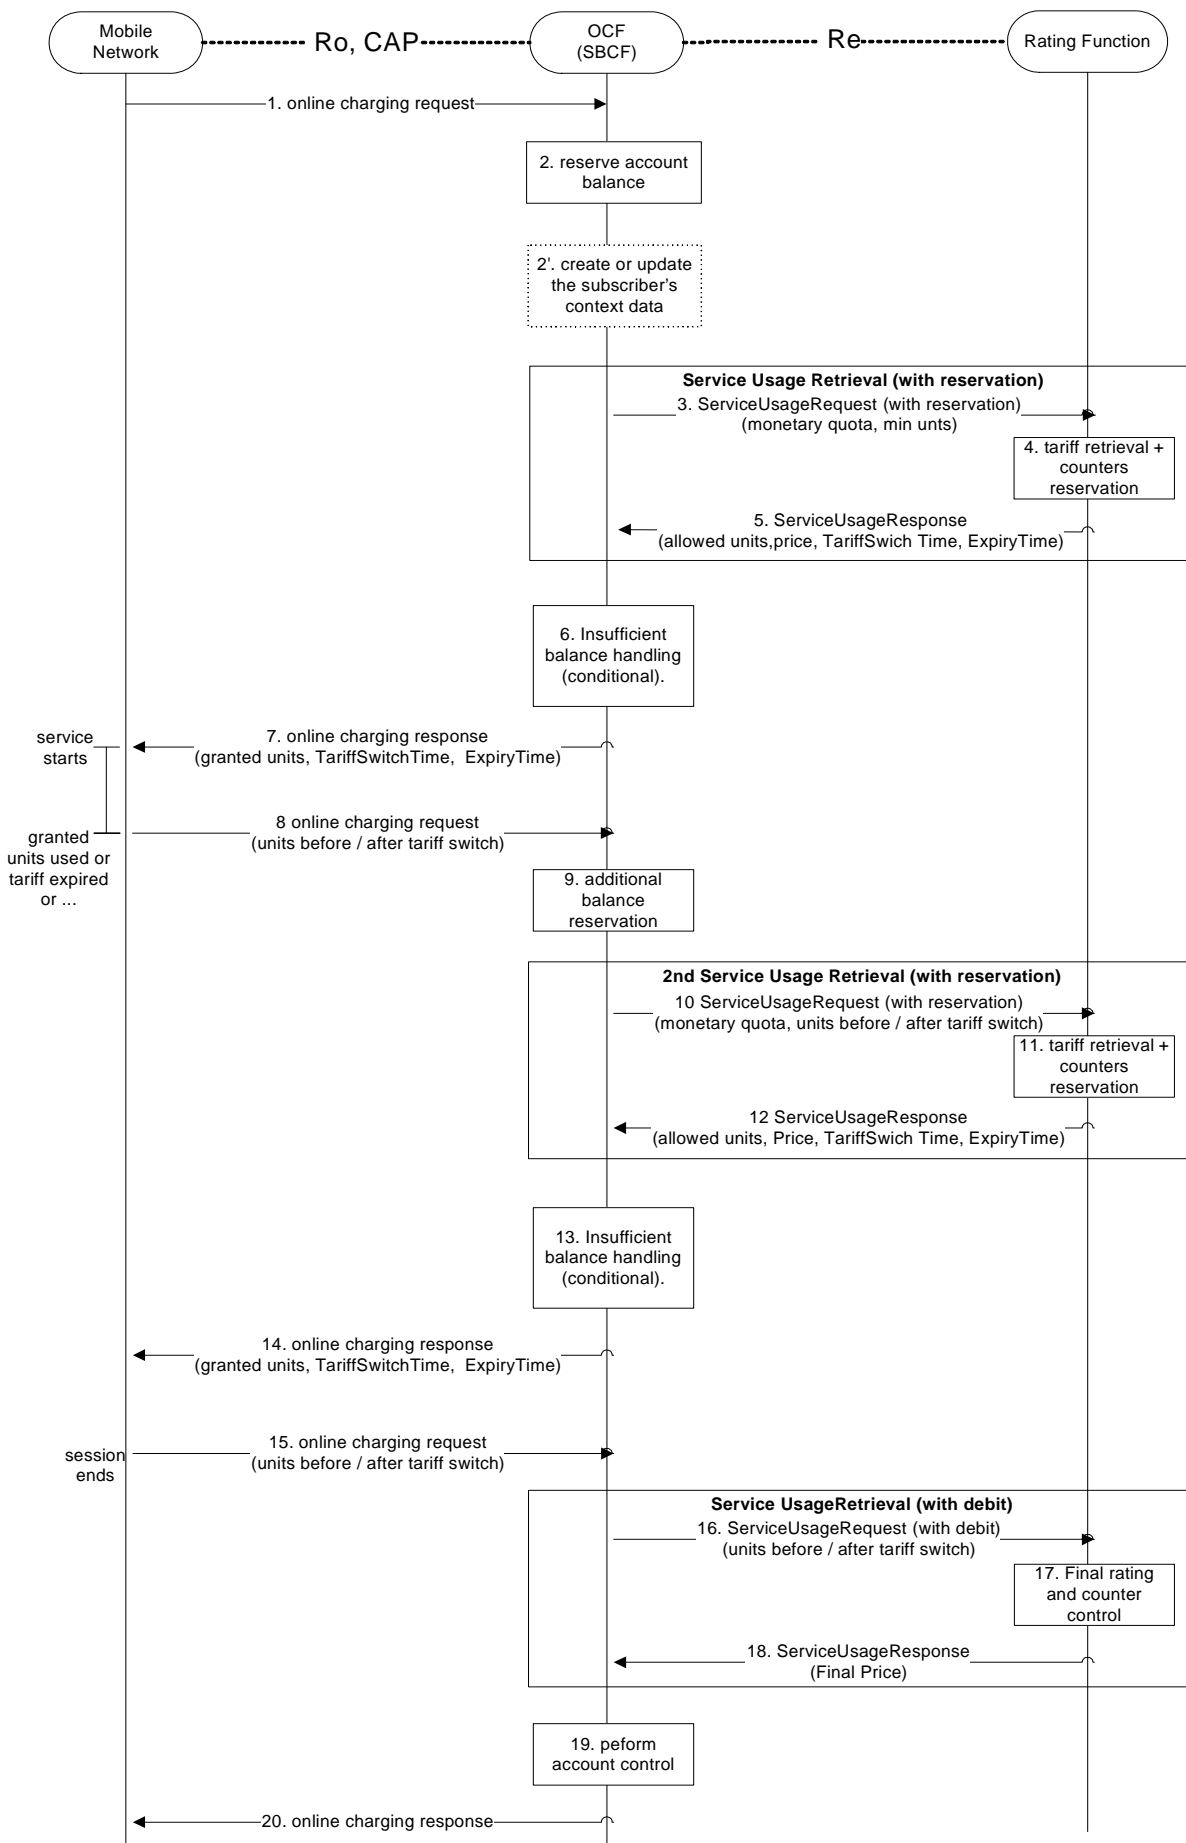 Mobile
Network
Ro, CAP
OCF
(SBCF)
Re
Rating Function
1. online charging request
2. reserve account
balance
2'. create or update
the subscriber's
context data
Service Usage Retrieval (with reservation)
3. ServiceUsageRequest (with reservation)
(monetary quota, min unts)
4. tariff retrieval +
counters
reservation
5. ServiceUsageResponse
(allowed units,price, TariffSwich Time, ExpiryTime)
6. Insufficient
balance handling
(conditional).
service
starts
7. online charging response
(granted units, TariffSwitchTime,  ExpiryTime)
8 online charging request
(units before / after tariff switch)
granted
units used or
tariff expired
or ...
9. additional
balance
reservation
2nd Service Usage Retrieval (with reservation)
10 ServiceUsageRequest (with reservation)
(monetary quota, units before / after tariff switch)
11. tariff retrieval +
counters
reservation
12 ServiceUsageResponse
(allowed units, Price, TariffSwich Time, ExpiryTime)
13. Insufficient
balance handling
(conditional).
14. online charging response
(granted units, TariffSwitchTime,  ExpiryTime)
15. online charging request
(units before / after tariff switch)
session
ends
Service UsageRetrieval (with debit)
16. ServiceUsageRequest (with debit)
(units before / after tariff switch)
17. Final rating
and counter
control
18. ServiceUsageResponse
(Final Price)
19. peform
account control
20. online charging response